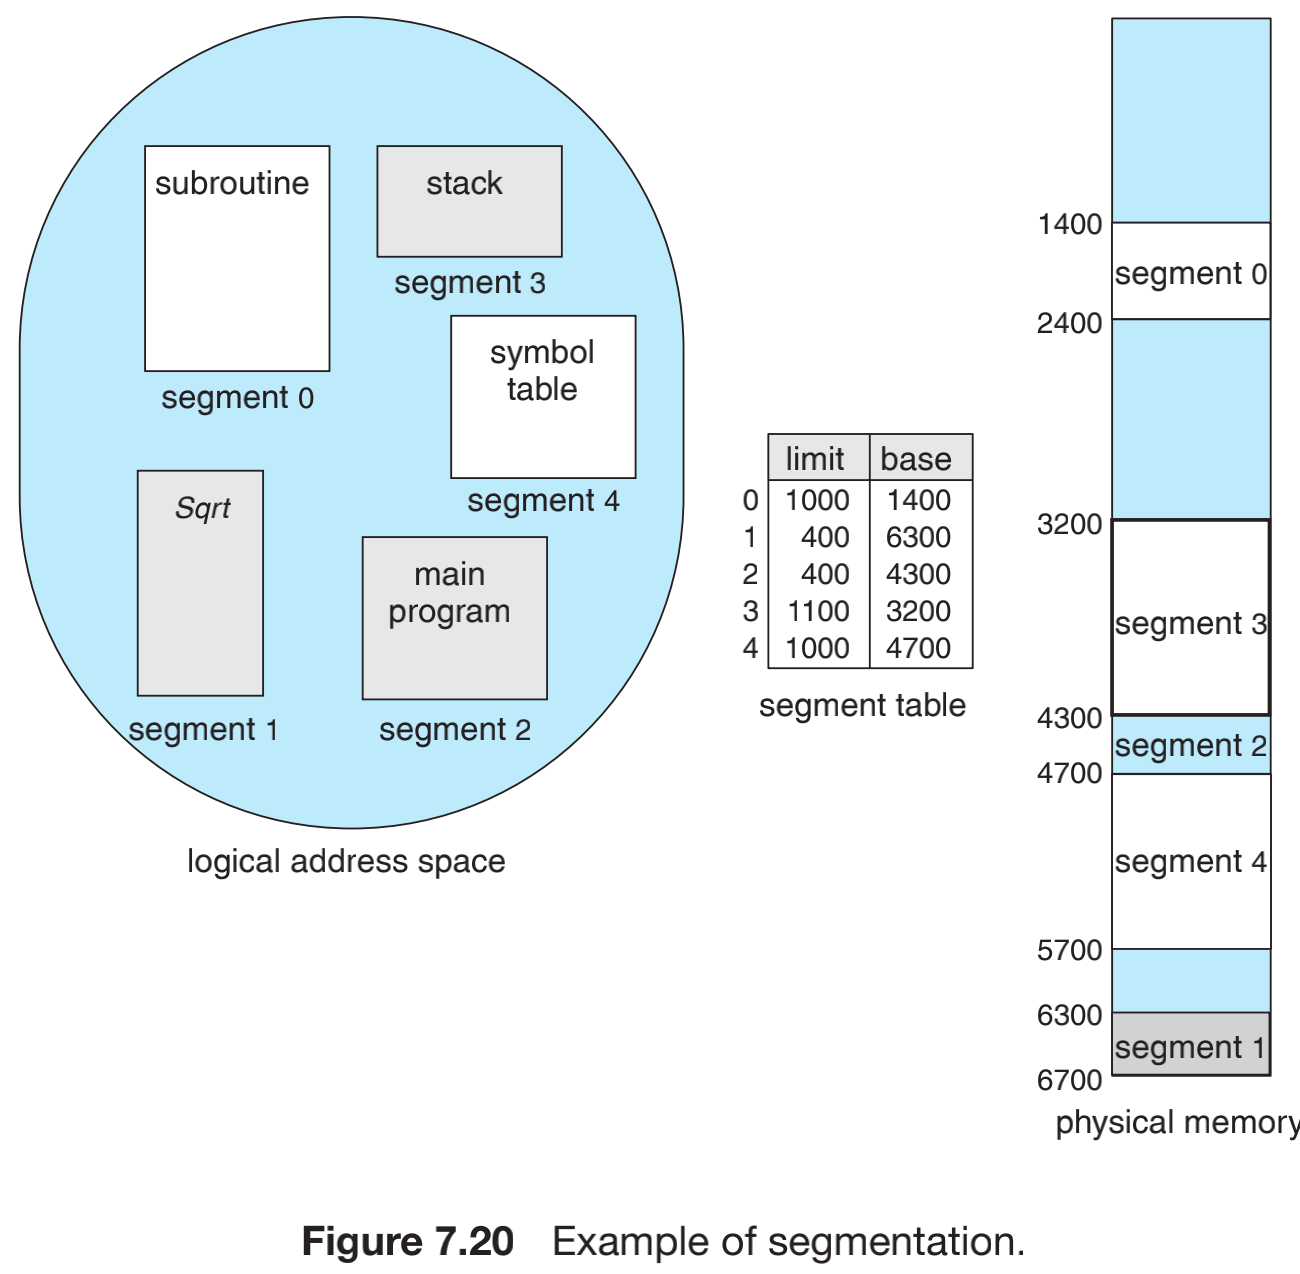 subroutine
segment 0
stack
segment 3
symbol
table
segment 4
Sqrt
segment 1
main
program
segment 2
logical address space
limit base
0 1000 1400
1 400 6300
2 400 4300
3 1100 3200
4 1000 4700
segment table
1400
segment 0
2400
3200
segment 3
4300
segment 2
4700
segment 4
5700
6300
segment 1
6700
physical memory
Figure 7.20 Example of segmentation.